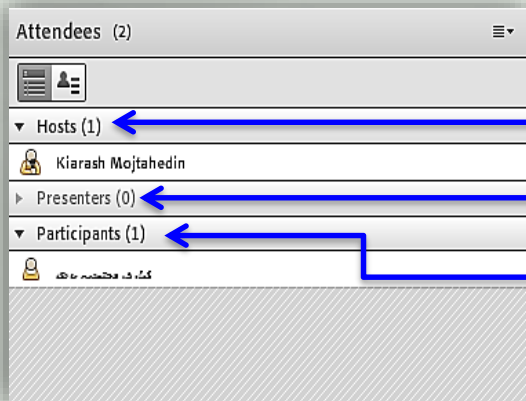 Attendees (2)
Hosts (1)
Kiarash Mojtahedin
Presenters (0)
Participants (1)